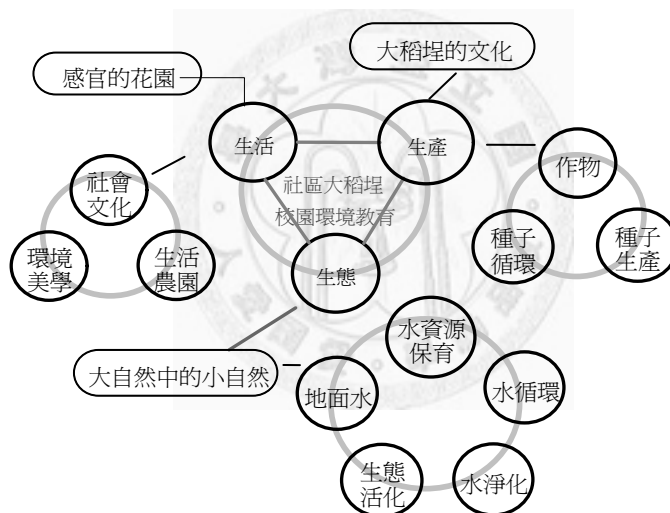 大稻埕的文化
感官的花園
生活
生產
作物
社區大稻埕
校園環境教育
社會
文化
環境
美學
生活
農園
種子
循環
種子
生產
生態
水資源
保育
大自然中的小自然
地面水
水循環
生態
活化
水淨化